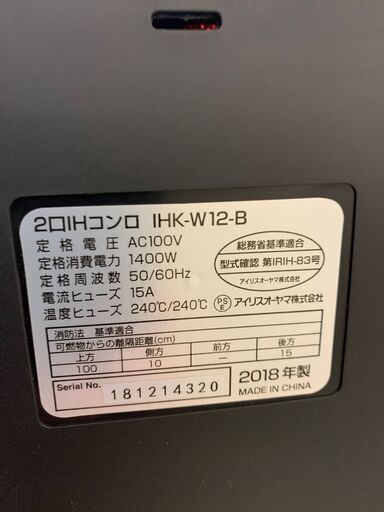 2口IHコンロ IHK-W12-B
定格電圧 AC100V
定格消費電力 1400W
定格周波数 50/60Hz
電流ヒューズ 15A
温度ヒューズ 240℃/240℃
総務省基準適合
型式確認 第IRIH-83号
アイリスオーヤマ株式会社
PS
E
アイリスオーヤマ株式会社
消防法 基準適合
可燃物からの離隔距離(cm)
上方 側方 前方 後方
100 10 — 15
Serial No. 181214320
2018年製
MADE IN CHINA